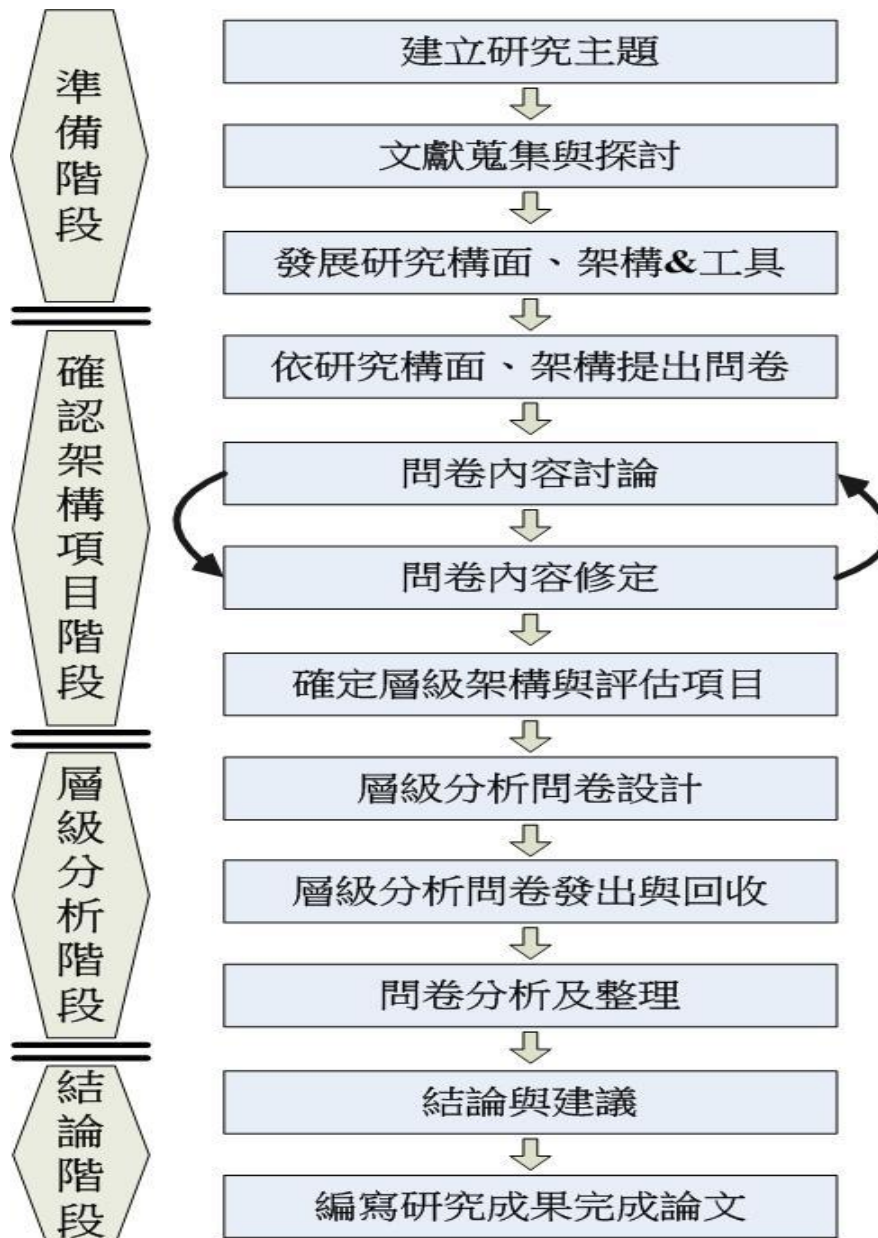 準備階段
建立研究主題
文獻蒐集與探討
發展研究構面、架構&工具
確認架構項目階段
依研究構面、架構提出問卷
問卷內容討論
問卷內容修定
確定層級架構與評估項目
層級分析階段
層級分析問卷設計
層級分析問卷發出與回收
問卷分析及整理
結論階段
結論與建議
編寫研究成果完成論文